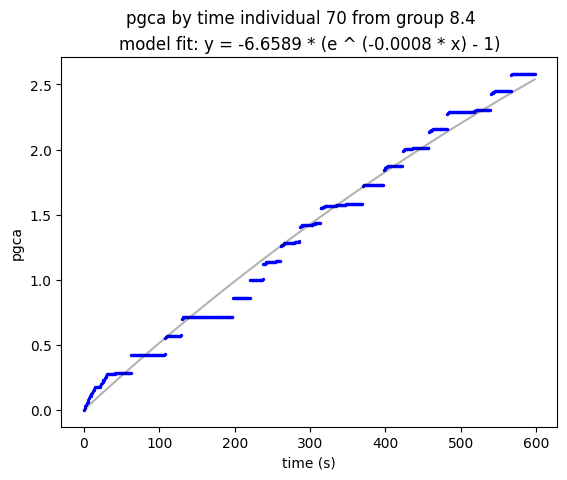 pgca by time individual 70 from group 8.4
model fit: y = -6.6589 * (e ^ (-0.0008 * x) - 1)
2.5
2.0
1.5
1.0
0.5
0.0
pgca
0 100 200 300 400 500 600
time (s)